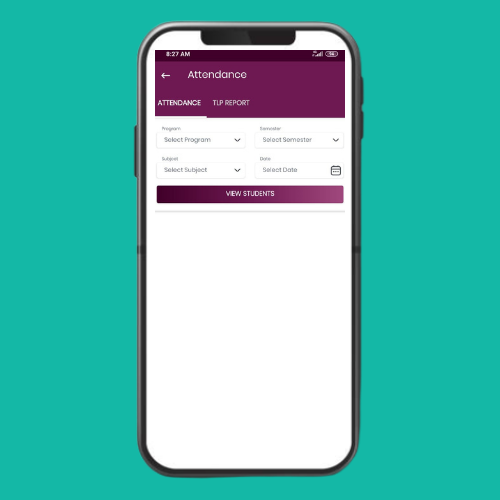 8:27 AM
Attendance
ATTENDANCE TLP REPORT
Program Semester
Select Program Select Semester
Subject Date
Select Subject Select Date
VIEW STUDENTS